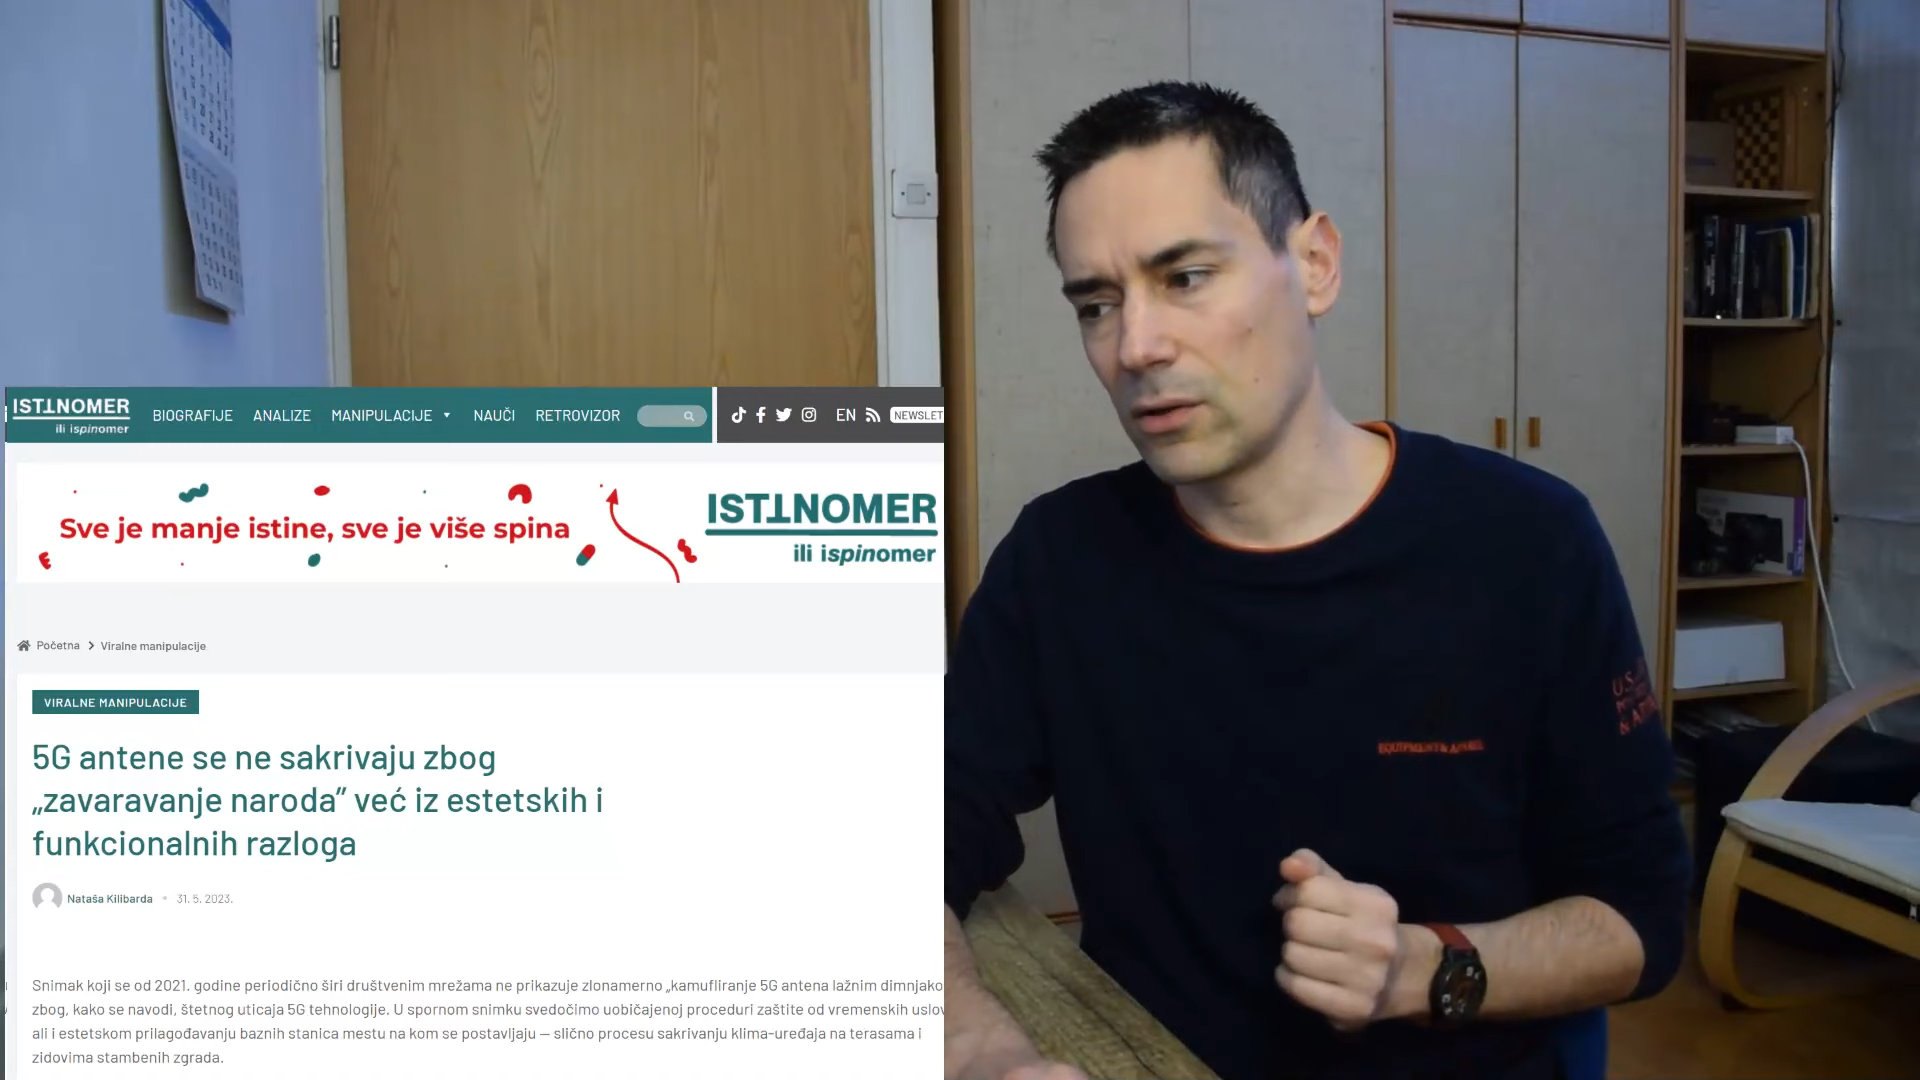 ISTINOMER
ili ispinomer
BIOGRAFIJE
ANALIZE
MANIPULACIJE
NAUČI
RETROVIZOR
EN
NEWSLET
Sve je manje istine, sve je više spina
ISTINOMER
ili ispinomer
Početna
Viralne manipulacije
VIRALNE MANIPULACIJE
5G antene se ne sakrivaju zbog
„zavaravanje naroda” već iz estetskih i
funkcionalnih razloga
Nataša Kilibarda • 31. 5. 2023.
Snimak koji se od 2021. godine periodično širi društvenim mrežama ne prikazuje zlonamerno „kamufliranje 5G antena lažnim dimnjako
zbog, kako se navodi, štetnog uticaja 5G tehnologije. U spornom snimku svedočimo uobičajenoj proceduri zaštite od vremenskih uslov
ali i estetskom prilagođavanju baznih stanica mestu na kom se postavljaju — slično procesu sakrivanju klima-uređaja na terasama i
zidovima stambenih zgrada.
EQUIPMENT & APAREL